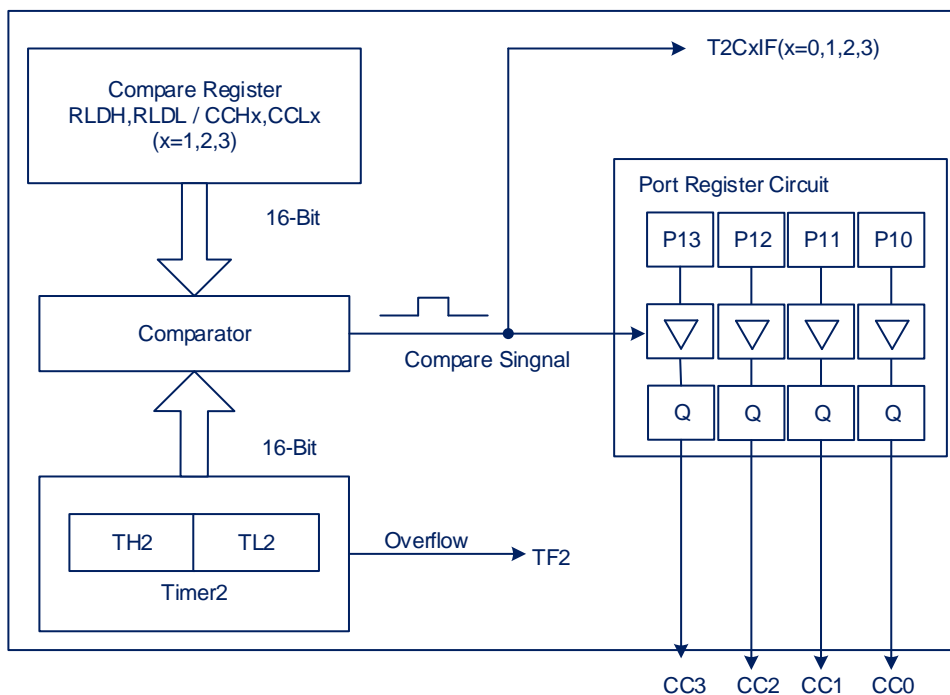 Compare Register
RLDH,RLDL / CCHx,CCLx
(x=1,2,3)
T2CxIF(x=0,1,2,3)
16-Bit
Port Register Circuit
P13 P12 P11 P10
Comparator
Compare Singnal
Q Q Q Q
16-Bit
TH2 TL2
Timer2
Overflow
TF2
CC3 CC2 CC1 CC0